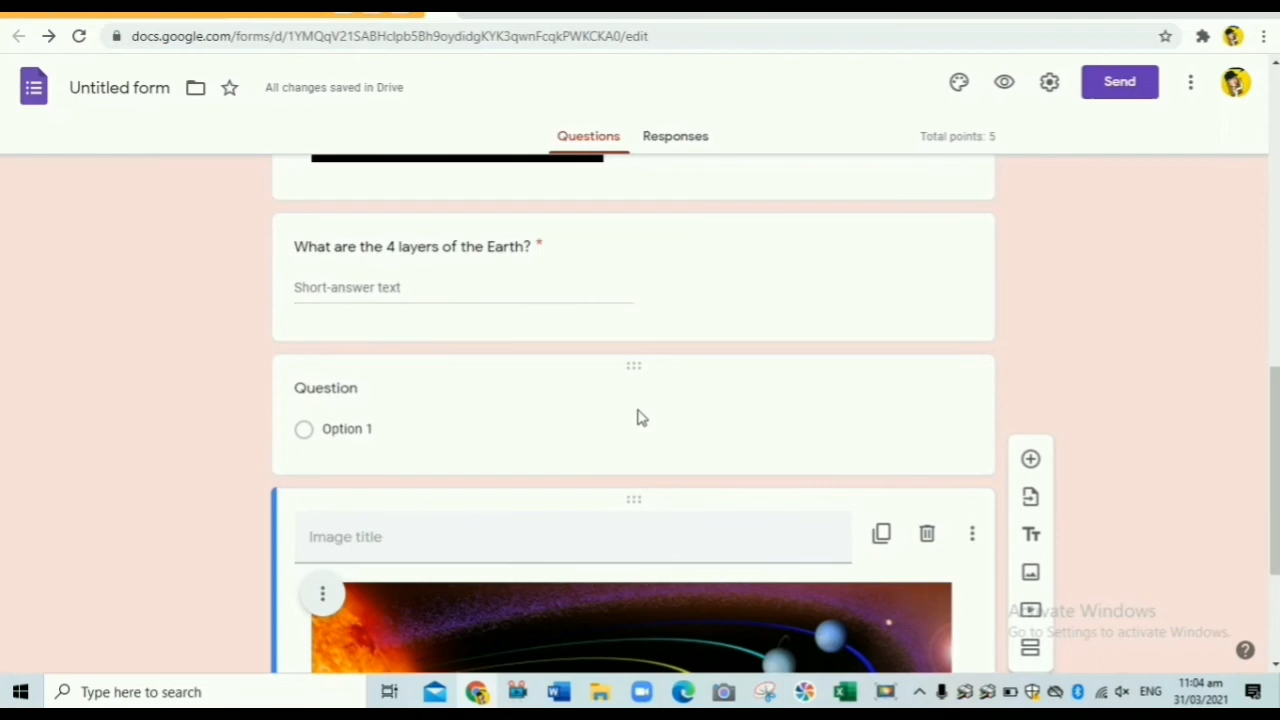 docs.google.com/forms/d/1YMQqV21SABHclpb5Bh9oydidgKYK3qwnFcqkPWKCKA0/edit
Untitled form
All changes saved in Drive
Send
Questions
Responses
Total points: 5
What are the 4 layers of the Earth? *
Short-answer text
Question
Option 1
Image title
Tт
Activate Windows
Go to Settings to activate Windows.
Type here to search
ENG
11:04 am
31/03/2021